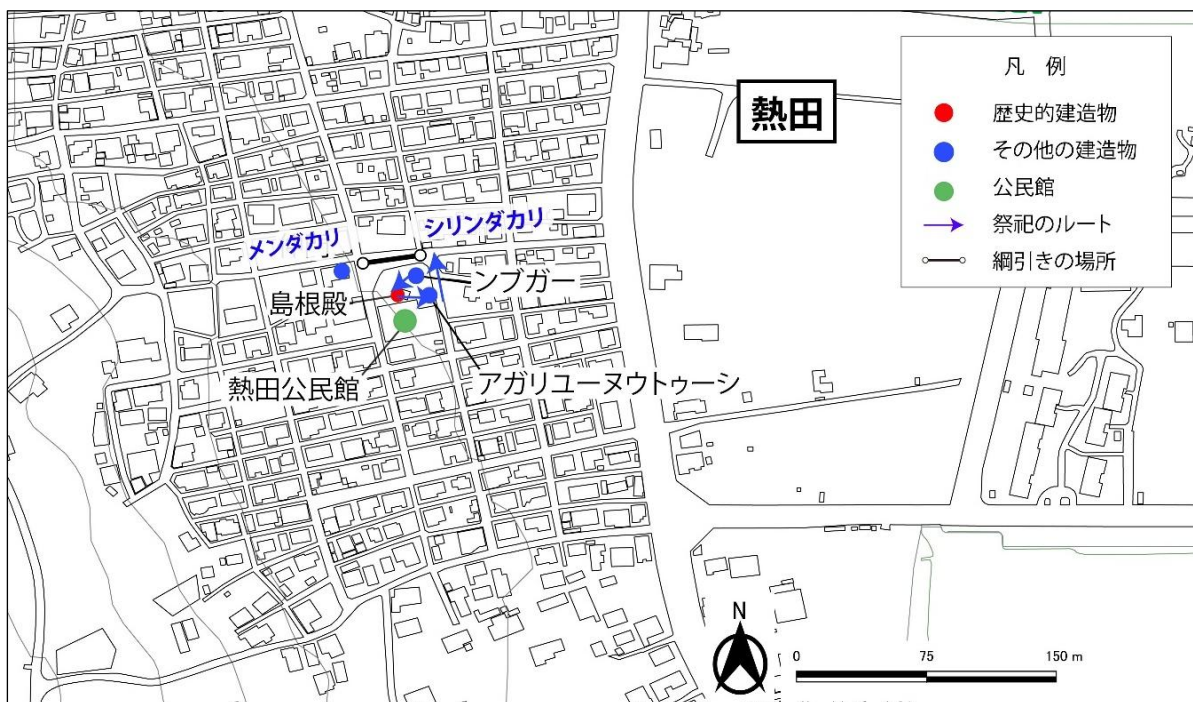 熱田
凡 例
歴史的建造物
その他の建造物
公民館
祭祀のルート
綱引きの場所
シリンダカリ
メンダカリ
ンブガー
島根殿
熱田公民館
アガリユーヌウトゥーシ
N
0 75 150 m